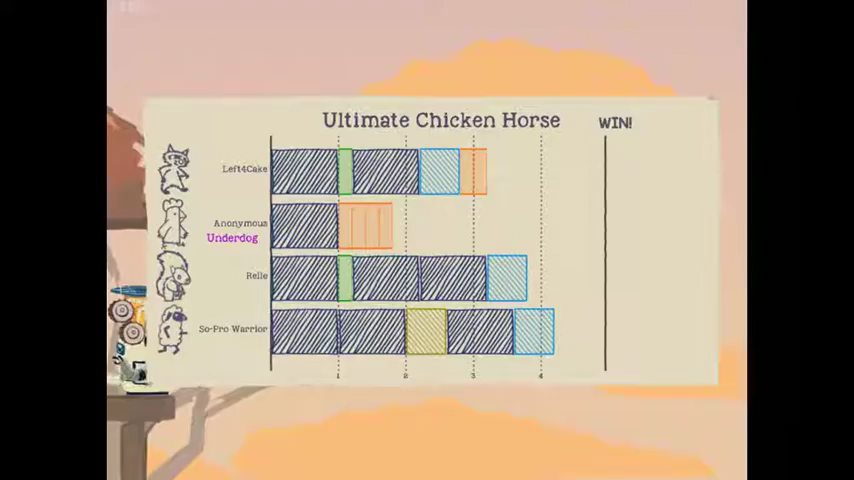 Ultimate Chicken Horse
WIN!
Left4Cake
Anonymous
Underdog
Relle
So-Pro Warrior
1 2 3 4